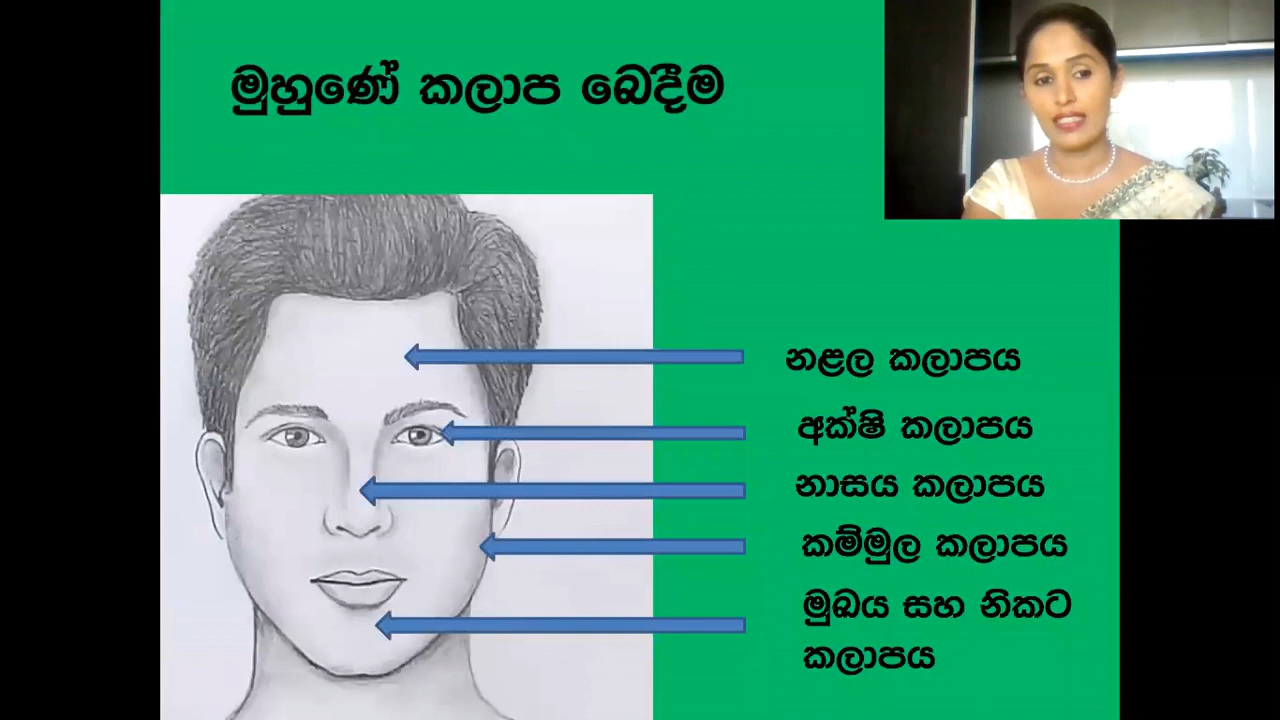 මුහුණේ කලාප බෙදීම
නළල කලාපය
අක්ෂි කලාපය
නාසය කලාපය
කම්මුල කලාපය
මුඛය සහ නිකට
කලාපය